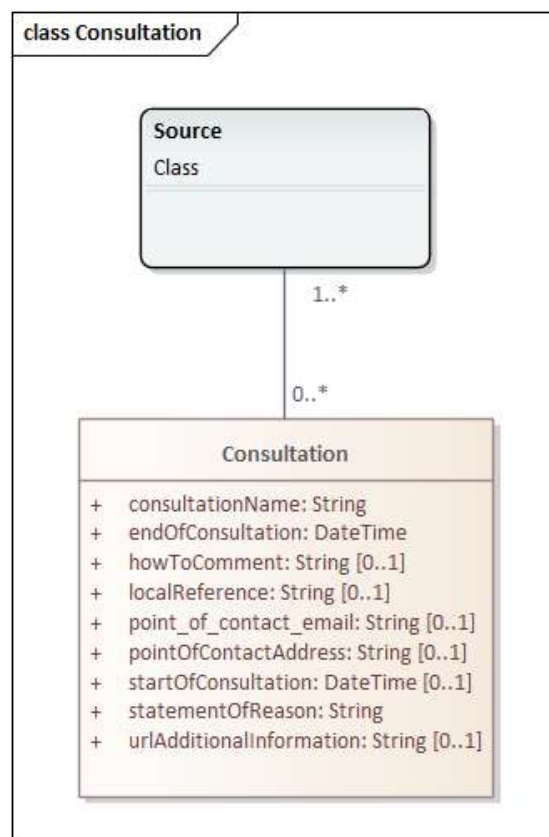 class Consultation
Source
Class
1..*
0..*
Consultation
+ consultationName: String
+ endOfConsultation: DateTime
+ howToComment: String [0..1]
+ localReference: String [0..1]
+ point_of_contact_email: String [0..1]
+ pointOfContactAddress: String [0..1]
+ startOfConsultation: DateTime [0..1]
+ statementOfReason: String
+ urlAdditionalInformation: String [0..1]